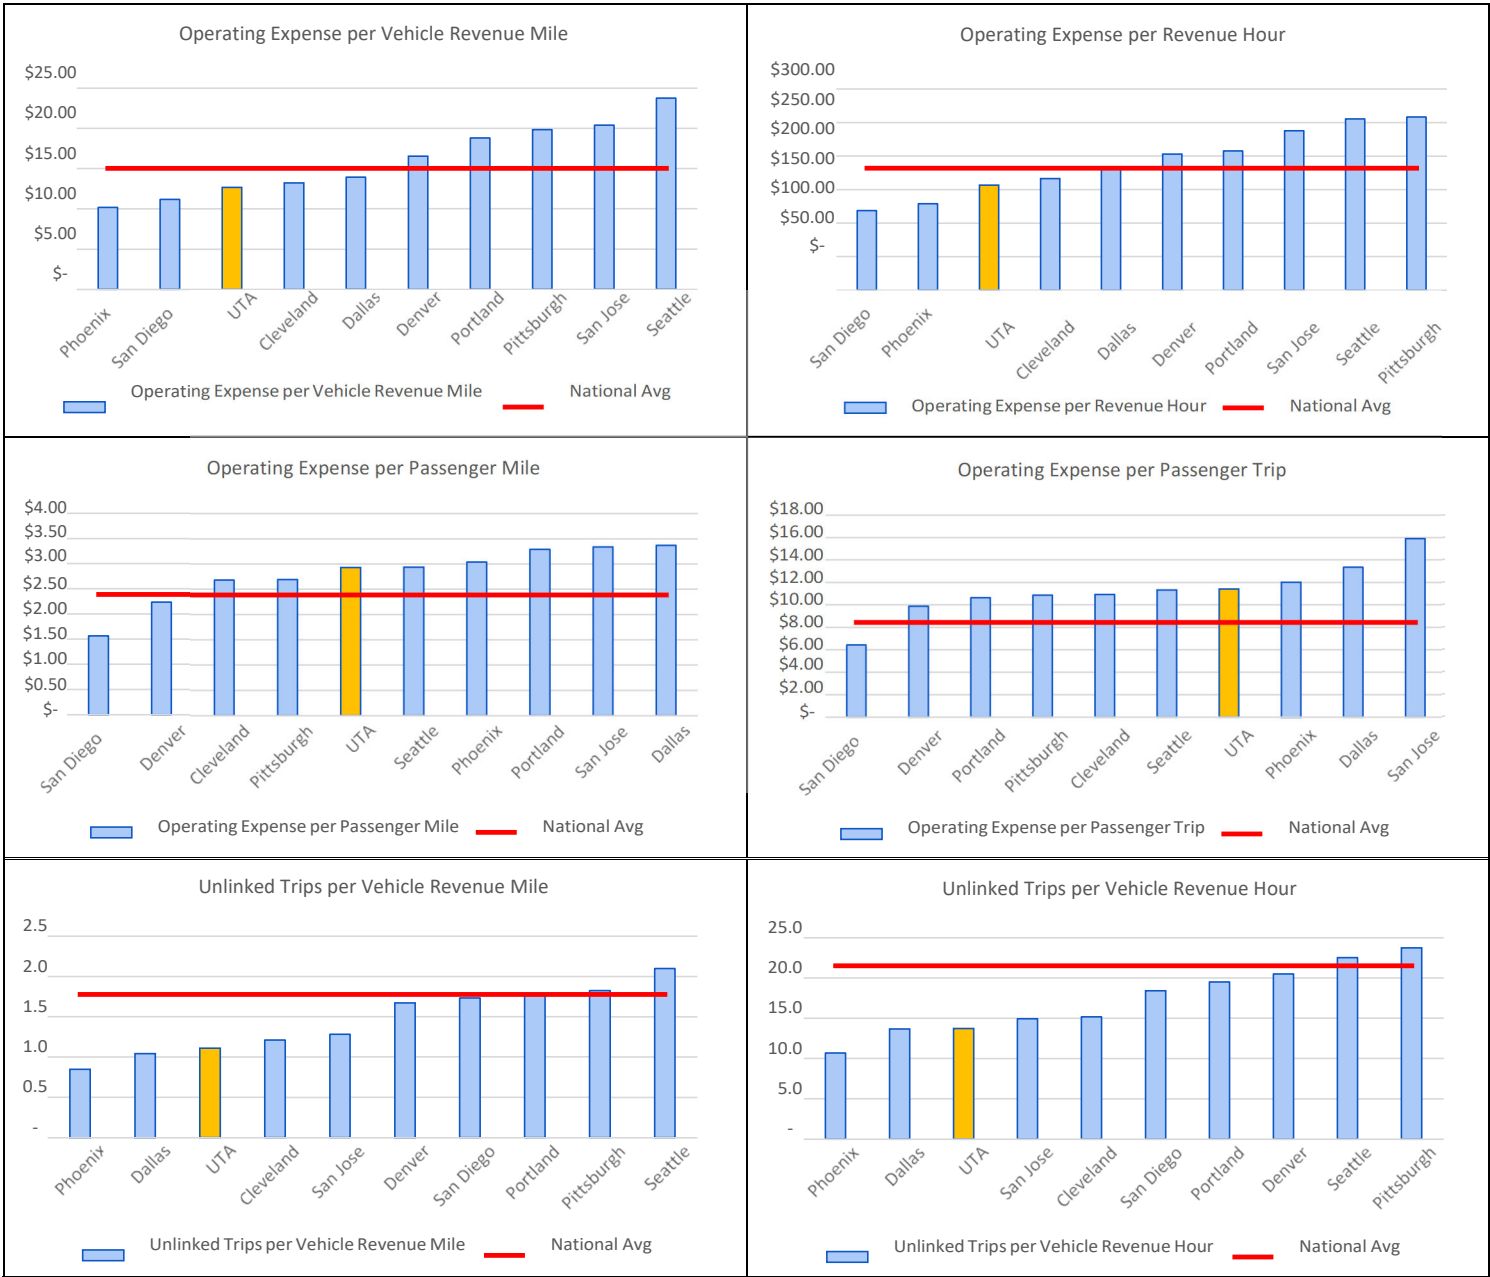 Operating Expense per Vehicle Revenue Mile
$25.00
$20.00
$15.00
$10.00
$5.00
$-
Phoenix
San Diego
UTA
Cleveland
Dallas
Denver
Portland
Pittsburgh
San Jose
Seattle
Operating Expense per Vehicle Revenue Mile
National Avg
Operating Expense per Revenue Hour
$300.00
$250.00
$200.00
$150.00
$100.00
$50.00
$-
San Diego
Phoenix
UTA
Cleveland
Dallas
Denver
Portland
San Jose
Seattle
Pittsburgh
Operating Expense per Revenue Hour
National Avg
Operating Expense per Passenger Mile
$4.00
$3.50
$3.00
$2.50
$2.00
$1.50
$1.00
$0.50
$-
San Diego
Denver
Cleveland
Pittsburgh
UTA
Seattle
Phoenix
Portland
San Jose
Dallas
Operating Expense per Passenger Mile
National Avg
Operating Expense per Passenger Trip
$18.00
$16.00
$14.00
$12.00
$10.00
$8.00
$6.00
$4.00
$2.00
$-
San Diego
Denver
Portland
Pittsburgh
Cleveland
Seattle
UTA
Phoenix
Dallas
San Jose
Operating Expense per Passenger Trip
National Avg
Unlinked Trips per Vehicle Revenue Mile
2.5
2.0
1.5
1.0
0.5
-
Phoenix
Dallas
UTA
Cleveland
San Jose
Denver
San Diego
Portland
Pittsburgh
Seattle
Unlinked Trips per Vehicle Revenue Mile
National Avg
Unlinked Trips per Vehicle Revenue Hour
25.0
20.0
15.0
10.0
5.0
-
Phoenix
Dallas
UTA
San Jose
Cleveland
San Diego
Portland
Denver
Seattle
Pittsburgh
Unlinked Trips per Vehicle Revenue Hour
National Avg